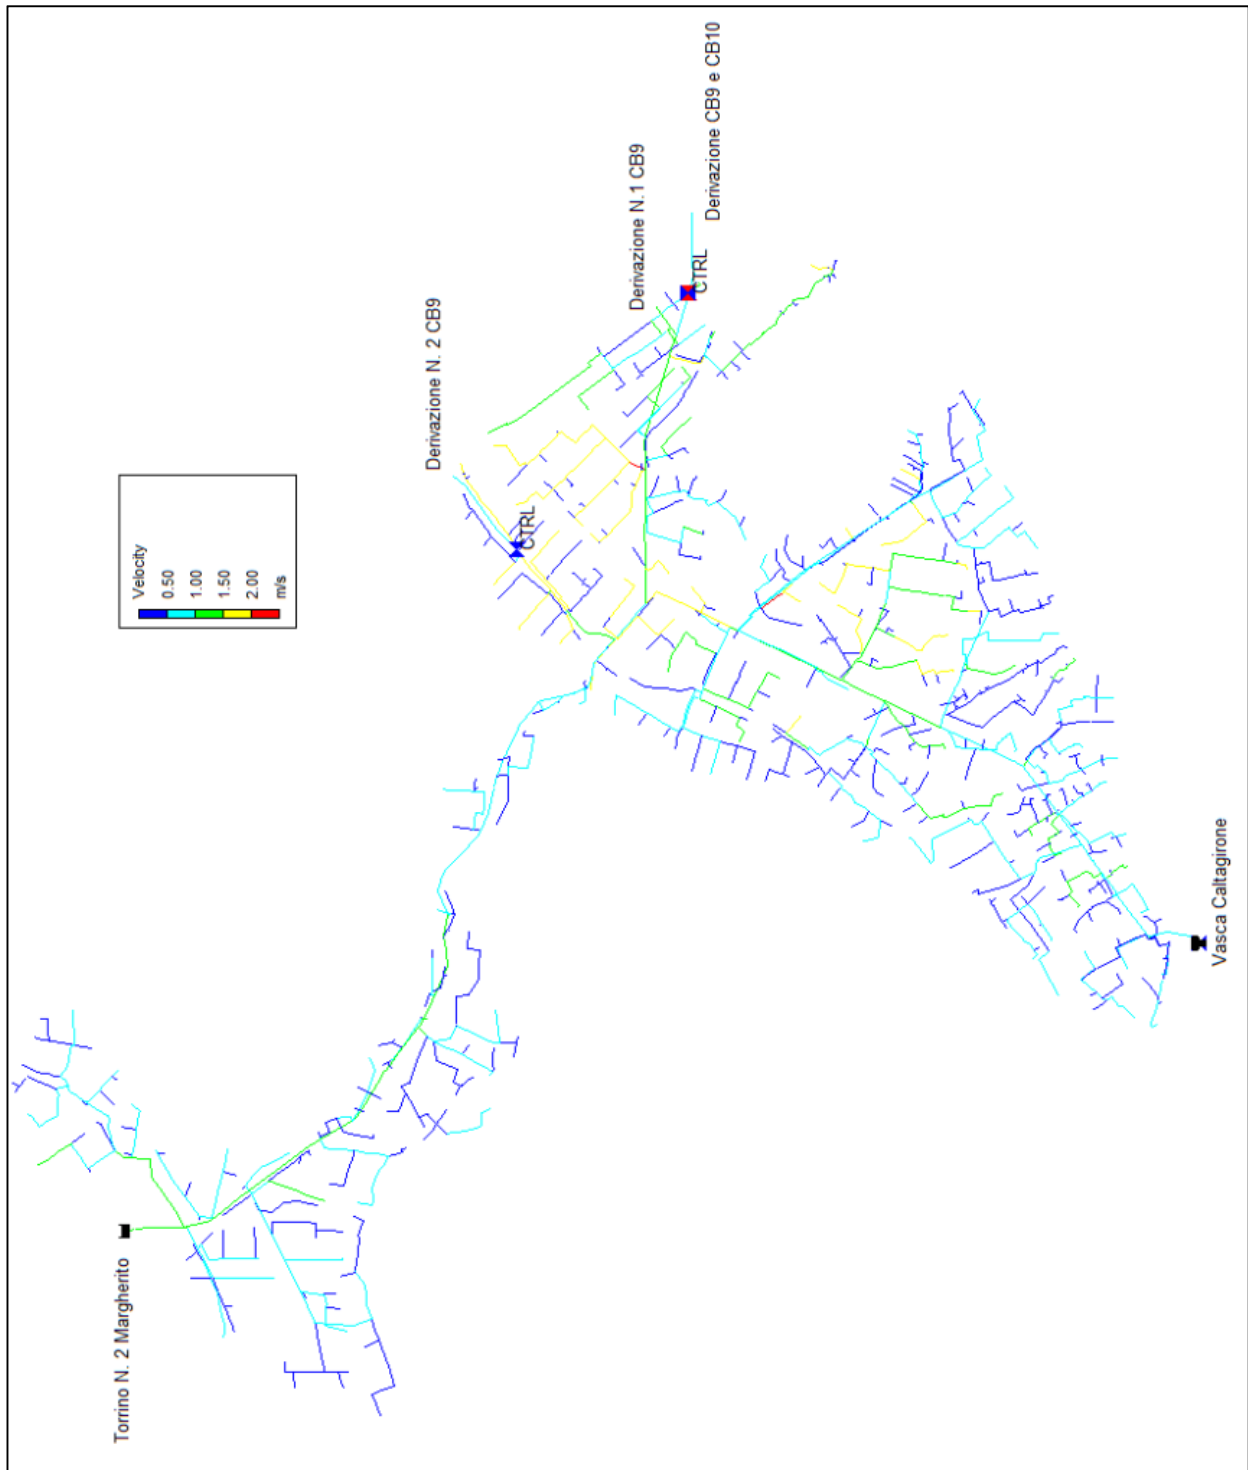 Derivazione CB9 e CB10
Derivazione N.1 CB9
CTRL
Derivazione N. 2 CB9
CTRL
Velocity
0.50
1.00
1.50
2.00
m/s
Vasca Caltagirone
Torrino N. 2 Margherito